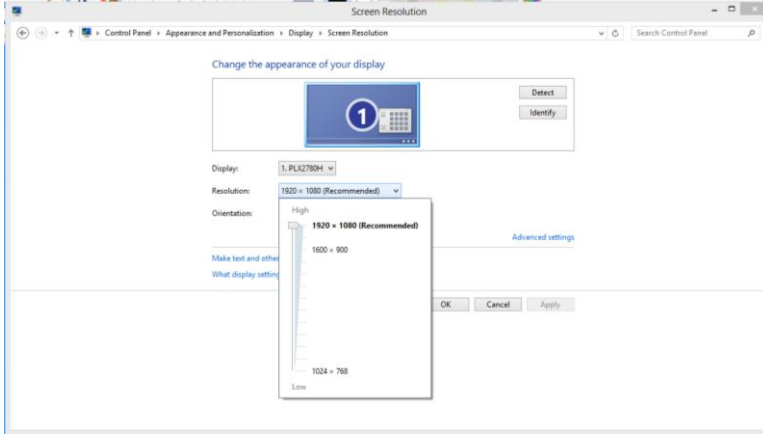 Screen Resolution
Control Panel Appearance and Personalization Display Screen Resolution
Search Control Panel
Change the appearance of your display
Detect
1
Identify
Display: 1. PLX2780H
Resolution: 1920 × 1080 (Recommended)
Orientation:
High
1920 × 1080 (Recommended)
1600 × 900
Advanced settings
Make text and othe
What display settin
OK Cancel Apply
1024 × 768
Low